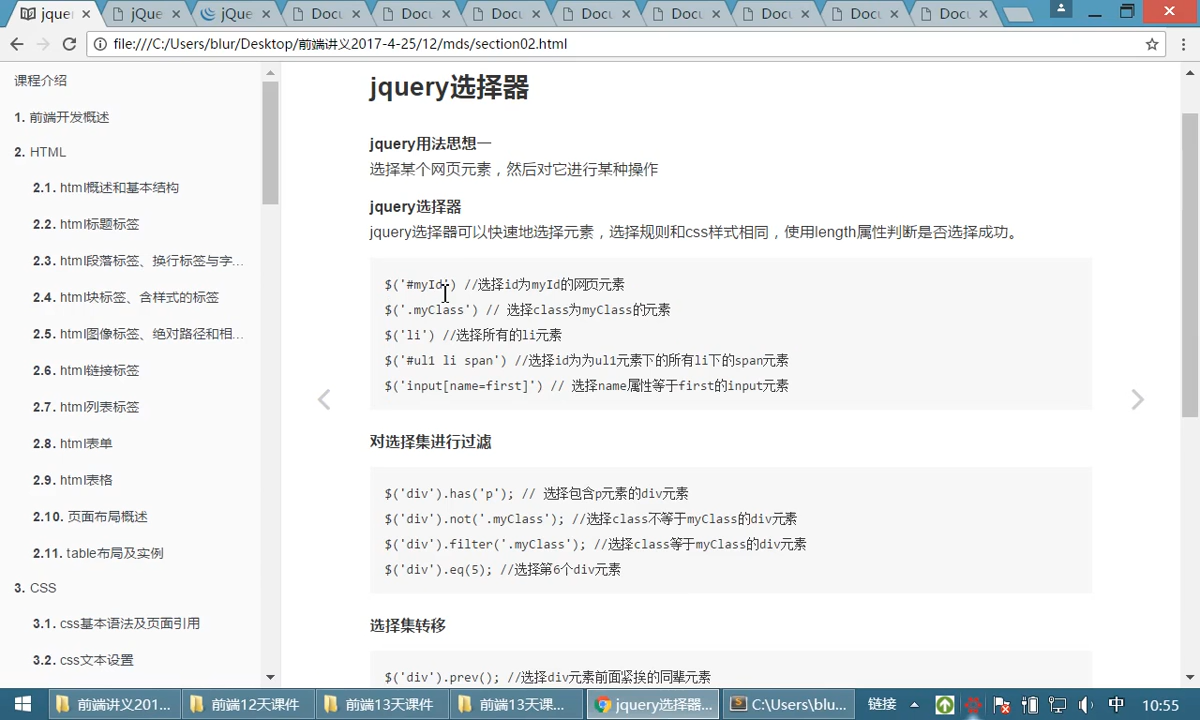 jquer
jQue
jQue
Docu
Docu
Docu
Docu
Docu
Docu
Docu
Docu
file:///C:/Users/blur/Desktop/前端讲义2017-4-25/12/mds/section02.html
课程介绍
1. 前端开发概述
2. HTML
2.1. html概述和基本结构
2.2. html标题标签
2.3. html段落标签、换行标签与字...
2.4. html块标签、含样式的标签
2.5. html图像标签、绝对路径和相...
2.6. html链接标签
2.7. html列表标签
2.8. html表单
2.9. html表格
2.10. 页面布局概述
2.11. table布局及实例
3. CSS
3.1. css基本语法及页面引用
3.2. css文本设置
jquery选择器
jquery用法思想一
选择某个网页元素，然后对它进行某种操作
jquery选择器
jquery选择器可以快速地选择元素，选择规则和css样式相同，使用length属性判断是否选择成功。
$('#myId') //选择id为myId的网页元素
$('.myClass') // 选择class为myClass的元素
$('li') //选择所有的li元素
$('#ul1 li span') //选择id为为ul1元素下的所有li下的span元素
$('input[name=first]') // 选择name属性等于first的input元素
对选择集进行过滤
$('div').has('p'); // 选择包含p元素的div元素
$('div').not('.myClass'); //选择class不等于myClass的div元素
$('div').filter('.myClass'); //选择class等于myClass的div元素
$('div').eq(5); //选择第6个div元素
选择集转移
$('div').prev(); //选择div元素前面紧挨的同辈元素
前端讲义201...
前端12天课件
前端13天课件
前端13天课...
jquery选择器...
C:\Users\blu...
链接
中
10:55